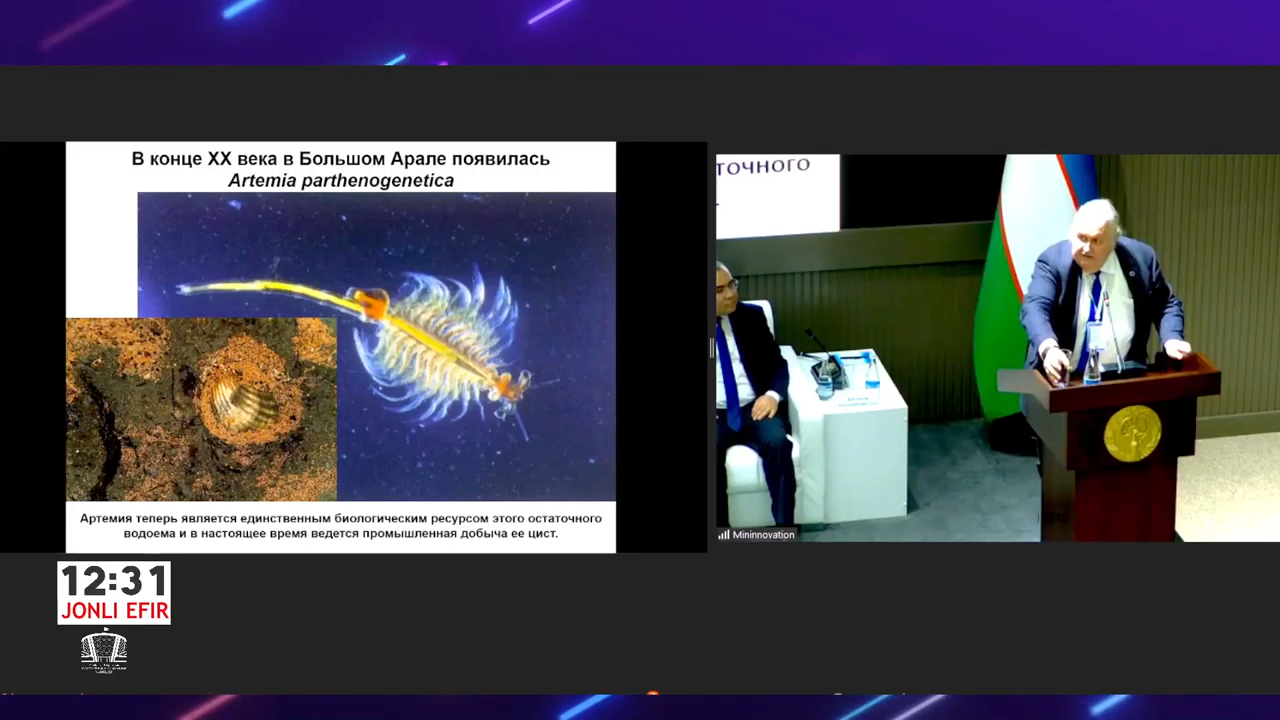 В конце XX века в Большом Арале появилась
Artemia parthenogenetica
Артемия теперь является единственным биологическим ресурсом этого остаточного
водоема и в настоящее время ведется промышленная добыча ее цист.
ТОЧНОГО
Mininnovation
12:31
JONLI EFIR